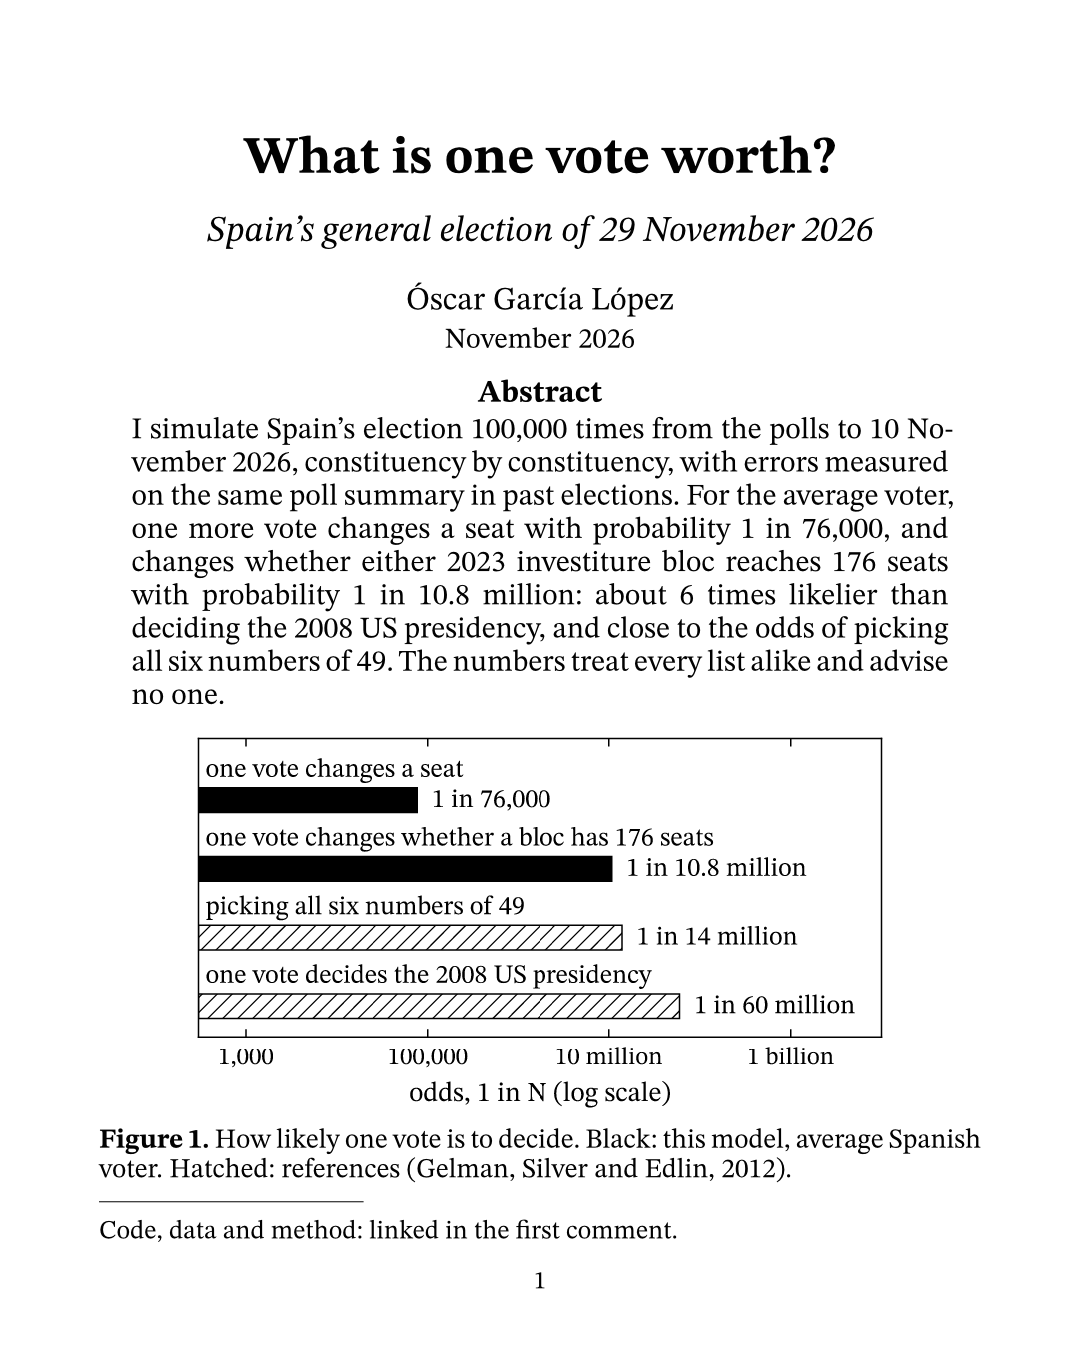 What is one vote worth?
Spain's general election of 29 November 2026
Óscar García López
November 2026
Abstract
I simulate Spain's election 100,000 times from the polls to 10 No-
vember 2026, constituency by constituency, with errors measured
on the same poll summary in past elections. For the average voter,
one more vote changes a seat with probability 1 in 76,000, and
changes whether either 2023 investiture bloc reaches 176 seats
with probability 1 in 10.8 million: about 6 times likelier than
deciding the 2008 US presidency, and close to the odds of picking
all six numbers of 49. The numbers treat every list alike and advise
no one.
one vote changes a seat
1 in 76,000
one vote changes whether a bloc has 176 seats
1 in 10.8 million
picking all six numbers of 49
1 in 14 million
one vote decides the 2008 US presidency
1 in 60 million
1,000 100,000 10 million 1 billion
odds, 1 in N (log scale)
Figure 1. How likely one vote is to decide. Black: this model, average Spanish
voter. Hatched: references (Gelman, Silver and Edlin, 2012).
Code, data and method: linked in the first comment.
1